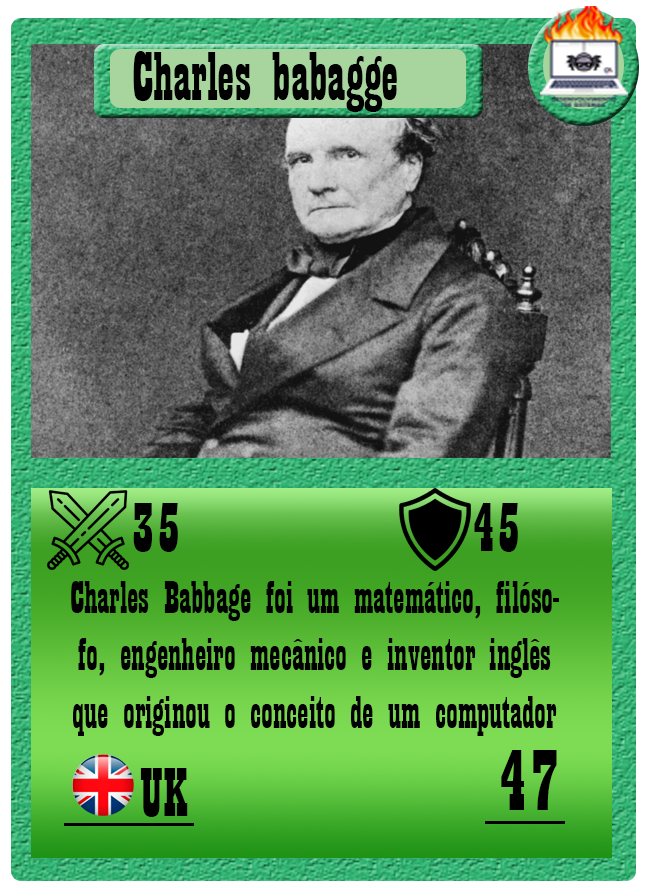 Charles babagge
35
45
Charles Babbage foi um matemático, filóso-
fo, engenheiro mecânico e inventor inglês
que originou o conceito de um computador
UK
47